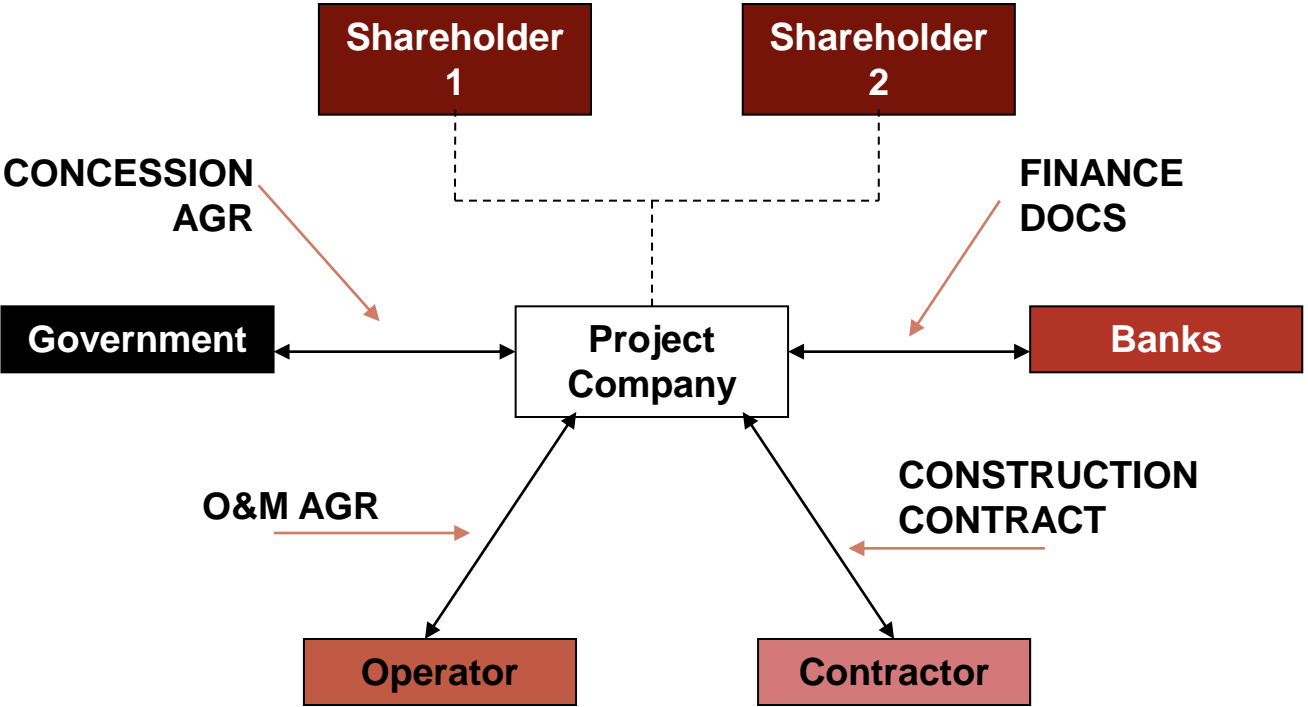 Shareholder
1
Shareholder
2
CONCESSION
AGR
FINANCE
DOCS
Government
Project
Company
Banks
O&M AGR
CONSTRUCTION
CONTRACT
Operator
Contractor